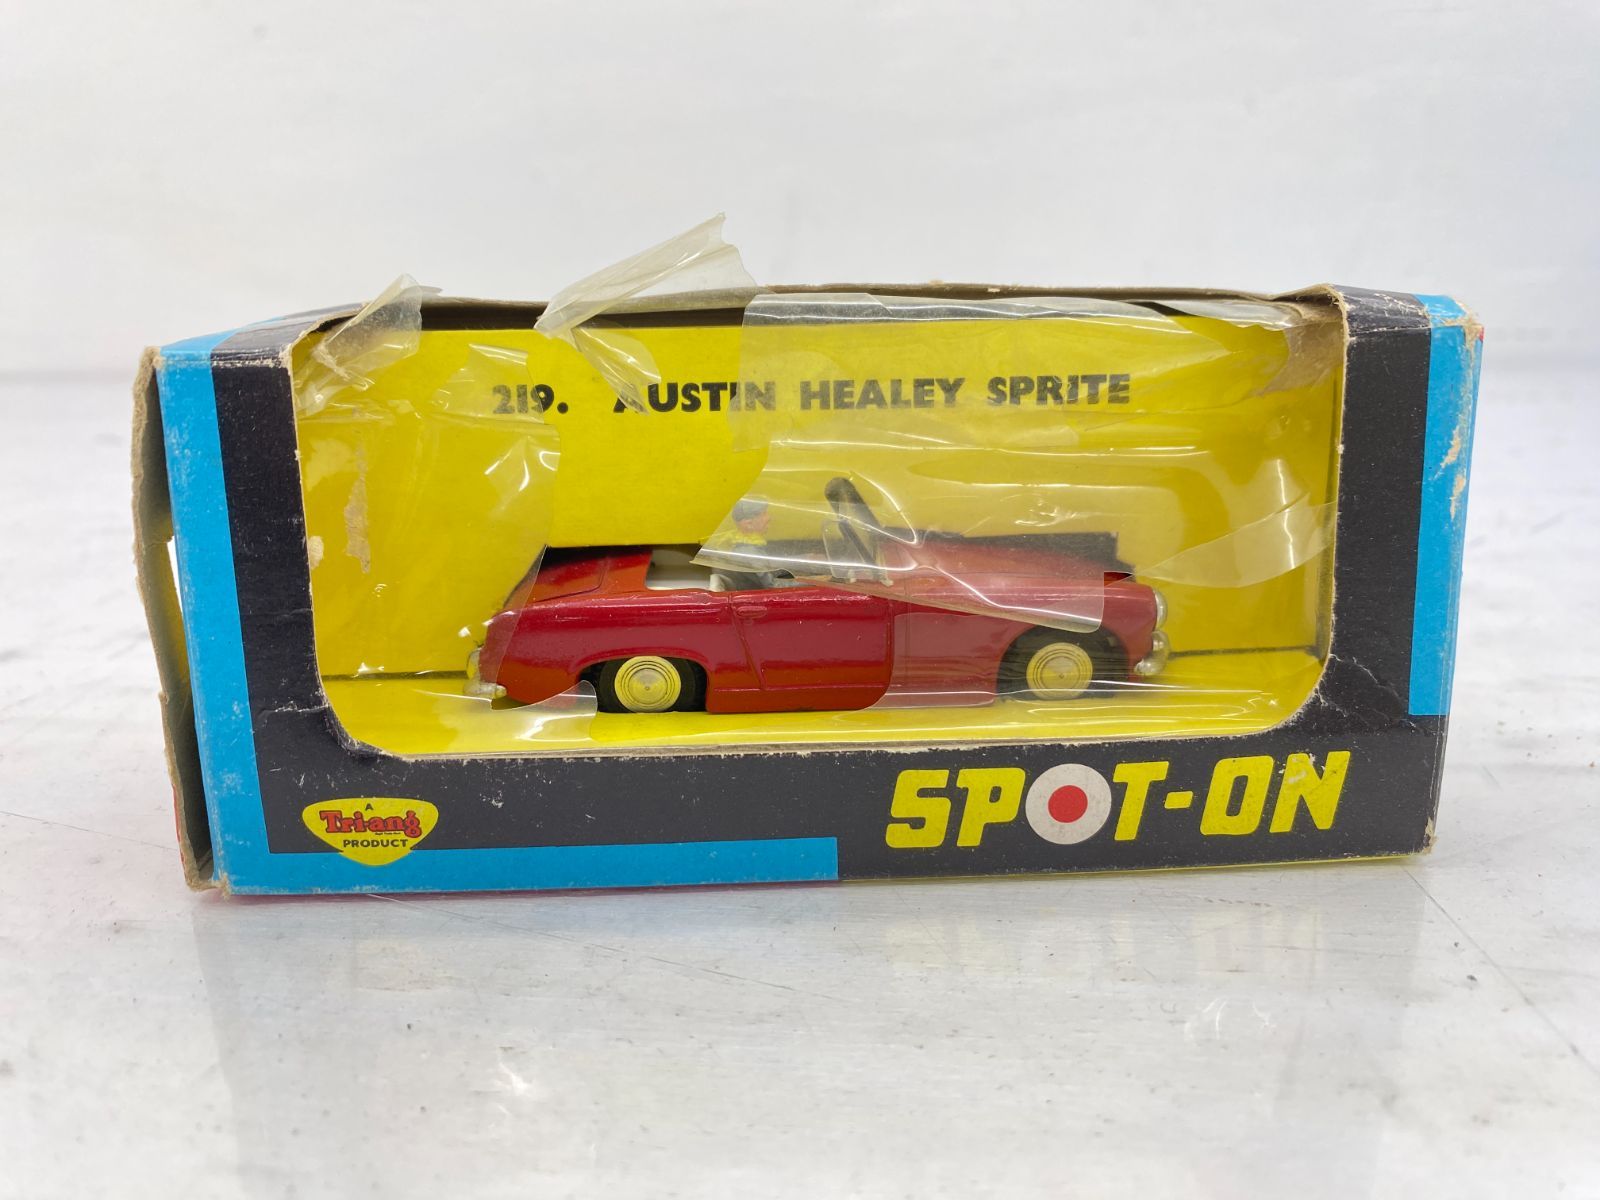 219. AUSTIN HEALEY SPRITE
SPOT-ON
A
Tri-ang
PRODUCT